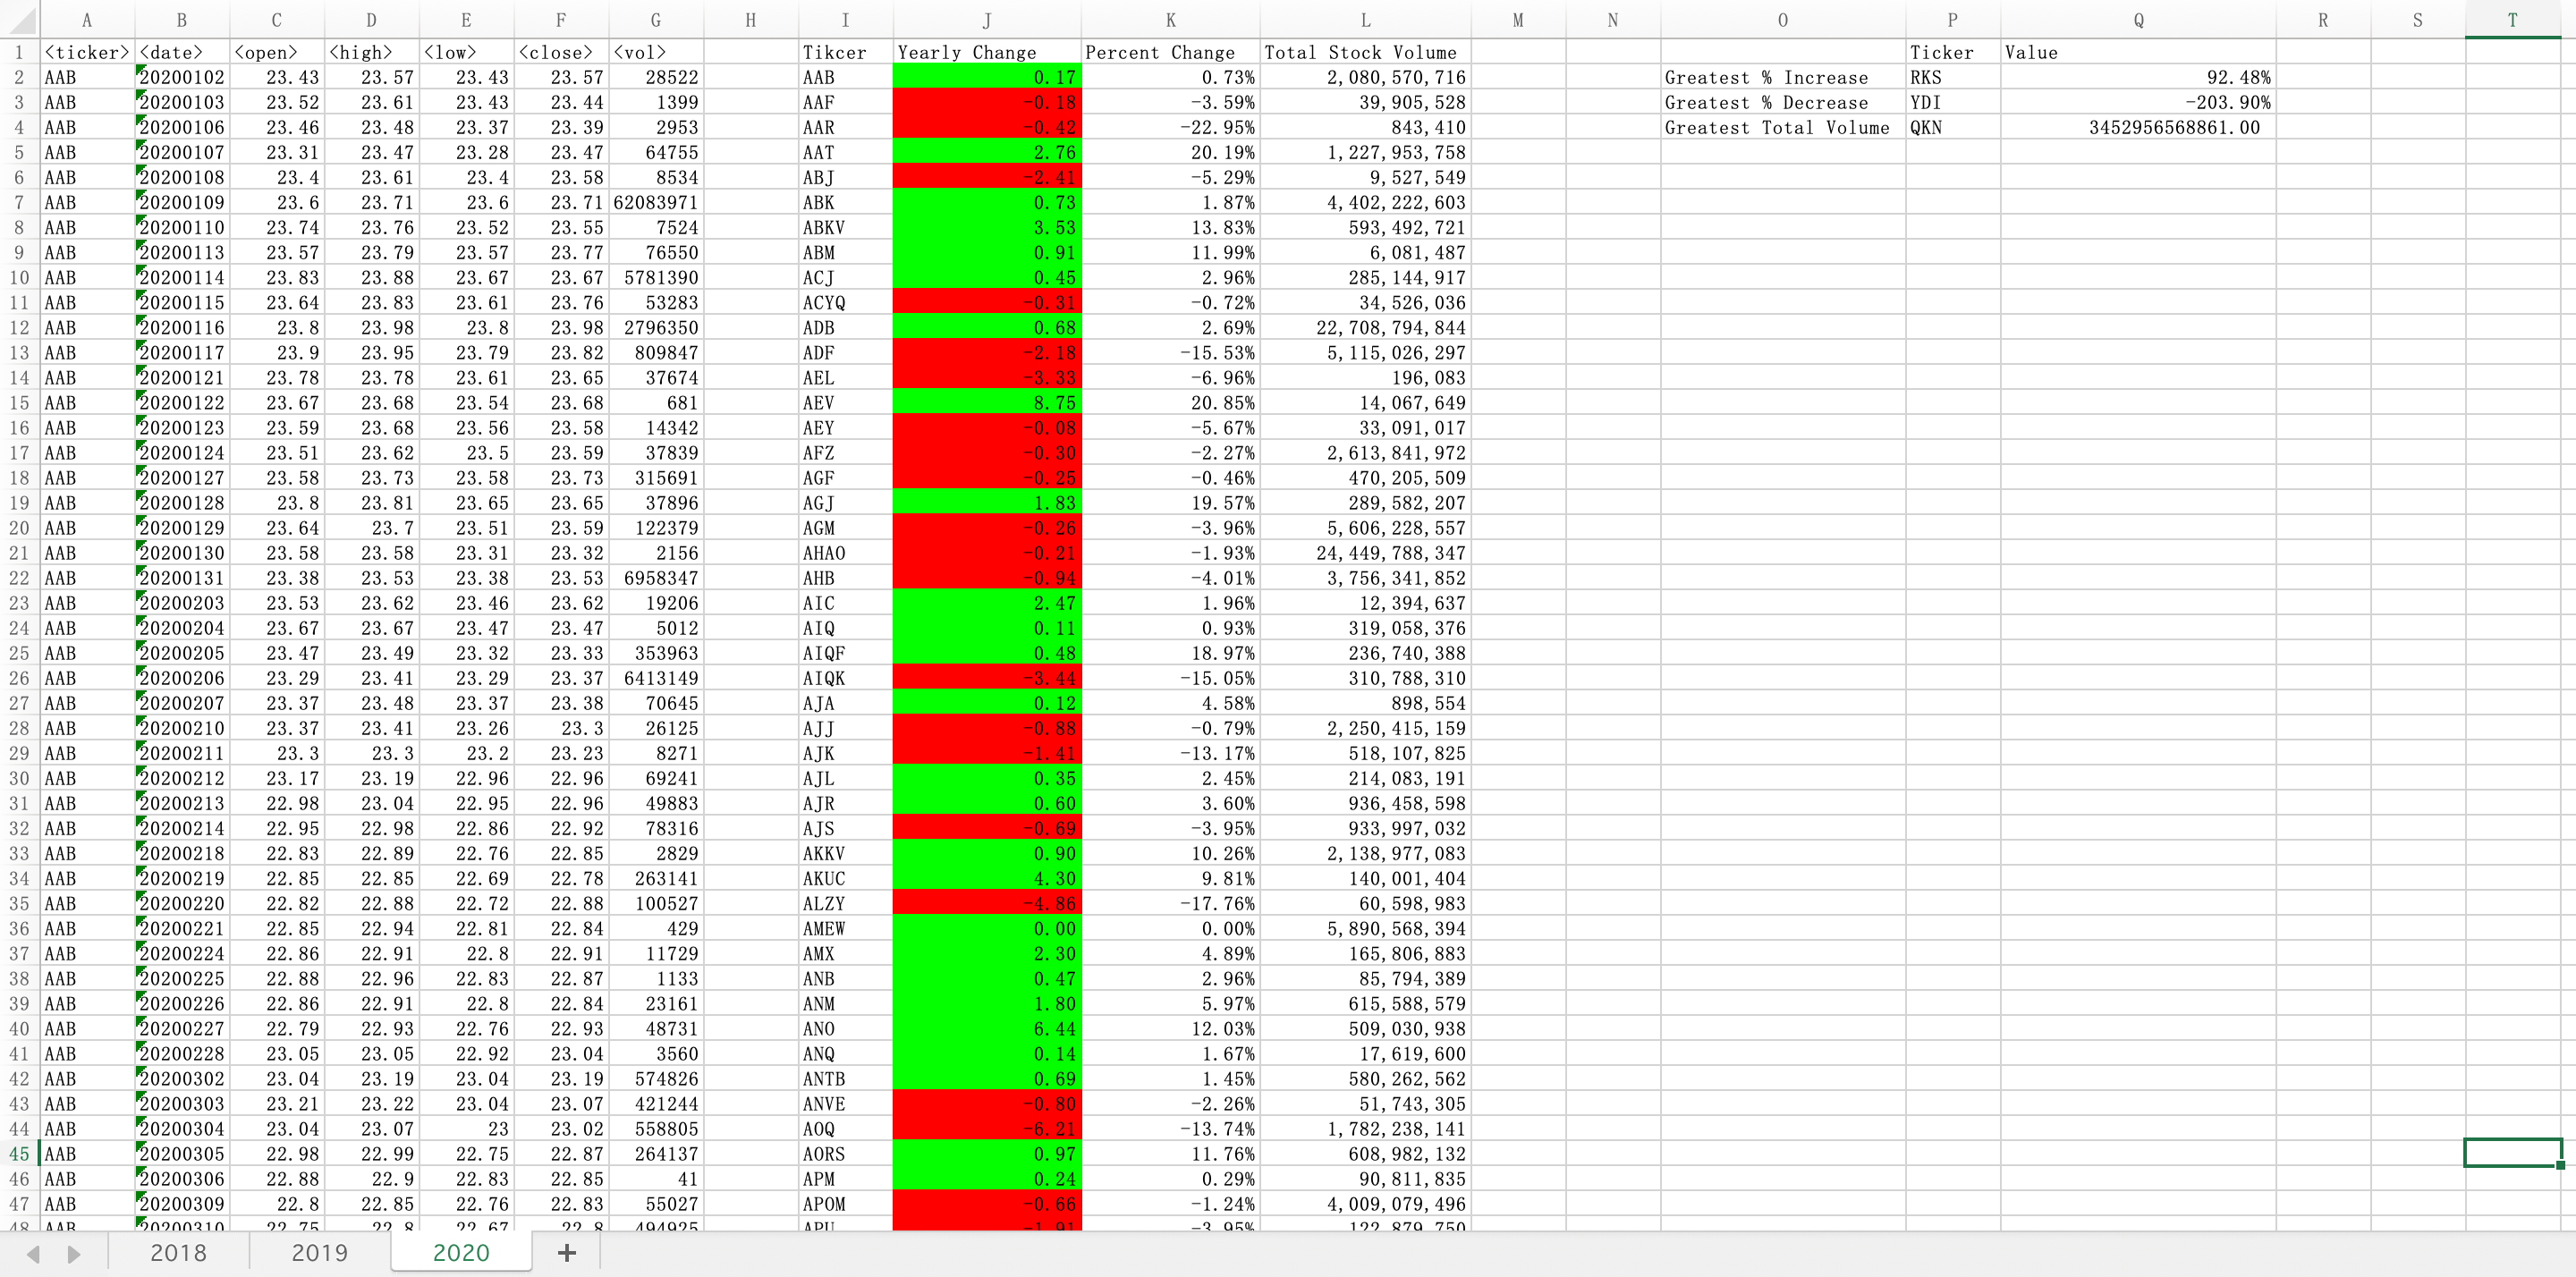 A B C D E F G H I J K L M N O P Q R S T
1 <ticker> <date> <open> <high> <low> <close> <vol> Tikcer Yearly Change Percent Change Total Stock Volume Ticker Value
2 AAB 20200102 23.43 23.57 23.43 23.57 28522 AAB 0.17 0.73% 2,080,570,716 Greatest % Increase RKS 92.48%
3 AAB 20200103 23.52 23.61 23.43 23.44 1399 AAF -0.18 -3.59% 39,905,528 Greatest % Decrease YDI -203.90%
4 AAB 20200106 23.46 23.48 23.37 23.39 2953 AAR -0.42 -22.95% 843,410 Greatest Total Volume QKN 3452956568861.00
5 AAB 20200107 23.31 23.47 23.28 23.47 64755 AAT 2.76 20.19% 1,227,953,758
6 AAB 20200108 23.4 23.61 23.4 23.58 8534 ABJ -2.41 -5.29% 9,527,549
7 AAB 20200109 23.6 23.71 23.6 23.71 62083971 ABK 0.73 1.87% 4,402,222,603
8 AAB 20200110 23.74 23.76 23.52 23.55 7524 ABKV 3.53 13.83% 593,492,721
9 AAB 20200113 23.57 23.79 23.57 23.77 76550 ABM 0.91 11.99% 6,081,487
10 AAB 20200114 23.83 23.88 23.67 23.67 5781390 ACJ 0.45 2.96% 285,144,917
11 AAB 20200115 23.64 23.83 23.61 23.76 53283 ACYQ -0.31 -0.72% 34,526,036
12 AAB 20200116 23.8 23.98 23.8 23.98 2796350 ADB 0.68 2.69% 22,708,794,844
13 AAB 20200117 23.9 23.95 23.79 23.82 809847 ADF -2.18 -15.53% 5,115,026,297
14 AAB 20200121 23.78 23.78 23.61 23.65 37674 AEL -3.33 -6.96% 196,083
15 AAB 20200122 23.67 23.68 23.54 23.68 681 AEV 8.75 20.85% 14,067,649
16 AAB 20200123 23.59 23.68 23.56 23.58 14342 AEY -0.08 -5.67% 33,091,017
17 AAB 20200124 23.51 23.62 23.5 23.59 37839 AFZ -0.30 -2.27% 2,613,841,972
18 AAB 20200127 23.58 23.73 23.58 23.73 315691 AGF -0.25 -0.46% 470,205,509
19 AAB 20200128 23.8 23.81 23.65 23.65 37896 AGJ 1.83 19.57% 289,582,207
20 AAB 20200129 23.64 23.7 23.51 23.59 122379 AGM -0.26 -3.96% 5,606,228,557
21 AAB 20200130 23.58 23.58 23.31 23.32 2156 AHAO -0.21 -1.93% 24,449,788,347
22 AAB 20200131 23.38 23.53 23.38 23.53 6958347 AHB -0.94 -4.01% 3,756,341,852
23 AAB 20200203 23.53 23.62 23.46 23.62 19206 AIC 2.47 1.96% 12,394,637
24 AAB 20200204 23.67 23.67 23.47 23.47 5012 AIQ 0.11 0.93% 319,058,376
25 AAB 20200205 23.47 23.49 23.32 23.33 353963 AIQF 0.48 18.97% 236,740,388
26 AAB 20200206 23.29 23.41 23.29 23.37 6413149 AIQK -3.44 -15.05% 310,788,310
27 AAB 20200207 23.37 23.48 23.37 23.38 70645 AJA 0.12 4.58% 898,554
28 AAB 20200210 23.37 23.41 23.26 23.3 26125 AJJ -0.88 -0.79% 2,250,415,159
29 AAB 20200211 23.3 23.3 23.2 23.23 8271 AJK -1.41 -13.17% 518,107,825
30 AAB 20200212 23.17 23.19 22.96 22.96 69241 AJL 0.35 2.45% 214,083,191
31 AAB 20200213 22.98 23.04 22.95 22.96 49883 AJR 0.60 3.60% 936,458,598
32 AAB 20200214 22.95 22.98 22.86 22.92 78316 AJS -0.69 -3.95% 933,997,032
33 AAB 20200218 22.83 22.89 22.76 22.85 2829 AKKV 0.90 10.26% 2,138,977,083
34 AAB 20200219 22.85 22.85 22.69 22.78 263141 AKUC 4.30 9.81% 140,001,404
35 AAB 20200220 22.82 22.88 22.72 22.88 100527 ALZY -4.86 -17.76% 60,598,983
36 AAB 20200221 22.85 22.94 22.81 22.84 429 AMEW 0.00 0.00% 5,890,568,394
37 AAB 20200224 22.86 22.91 22.8 22.91 11729 AMX 2.30 4.89% 165,806,883
38 AAB 20200225 22.88 22.96 22.83 22.87 1133 ANB 0.47 2.96% 85,794,389
39 AAB 20200226 22.86 22.91 22.8 22.84 23161 ANM 1.80 5.97% 615,588,579
40 AAB 20200227 22.79 22.93 22.76 22.93 48731 ANO 6.44 12.03% 509,030,938
41 AAB 20200228 23.05 23.05 22.92 23.04 3560 ANQ 0.14 1.67% 17,619,600
42 AAB 20200302 23.04 23.19 23.04 23.19 574826 ANTB 0.69 1.45% 580,262,562
43 AAB 20200303 23.21 23.22 23.04 23.07 421244 ANVE -0.80 -2.26% 51,743,305
44 AAB 20200304 23.04 23.07 23 23.02 558805 AOQ -6.21 -13.74% 1,782,238,141
45 AAB 20200305 22.98 22.99 22.75 22.87 264137 AORS 0.97 11.76% 608,982,132
46 AAB 20200306 22.88 22.9 22.83 22.85 41 APM 0.24 0.29% 90,811,835
47 AAB 20200309 22.8 22.85 22.76 22.83 55027 APOM -0.66 -1.24% 4,009,079,496
48 AAB 20200310 22.75 22.8 22.67 22.8 494925 APU -1.91 -3.95% 122,879,750
2018 2019 2020 +